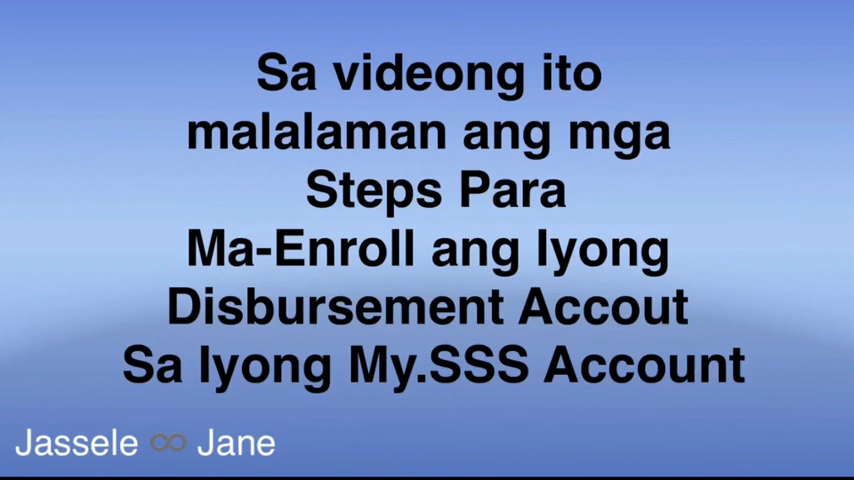 Sa videong ito
malalaman ang mga
Steps Para
Ma-Enroll ang Iyong
Disbursement Accout
Sa Iyong My.SSS Account
Jassele ∞ Jane